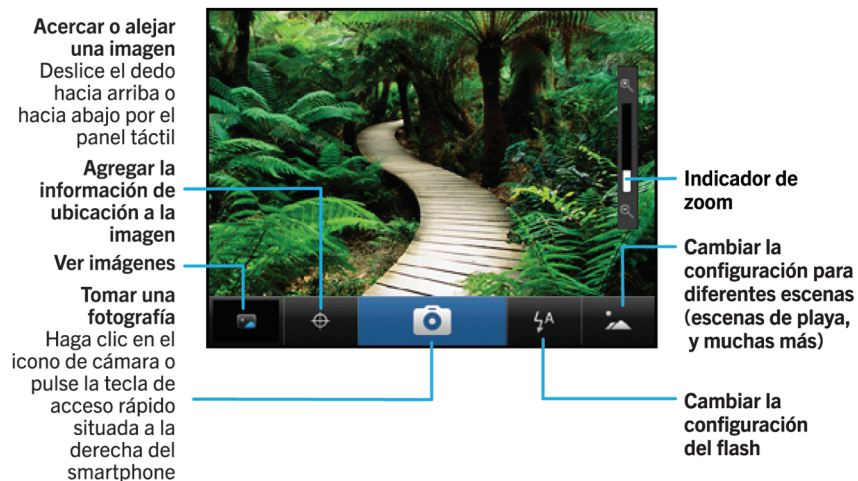 Acercar o alejar
una imagen
Deslice el dedo
hacia arriba o
hacia abajo por el
panel táctil
Agregar la
información de
ubicación a la
imagen
Ver imágenes
Tomar una
fotografía
Haga clic en el
icono de cámara o
pulse la tecla de
acceso rápido
situada a la
derecha del
smartphone
A
Indicador de
zoom
Cambiar la
configuración para
diferentes escenas
(escenas de playa,
y muchas más)
Cambiar la
configuración
del flash